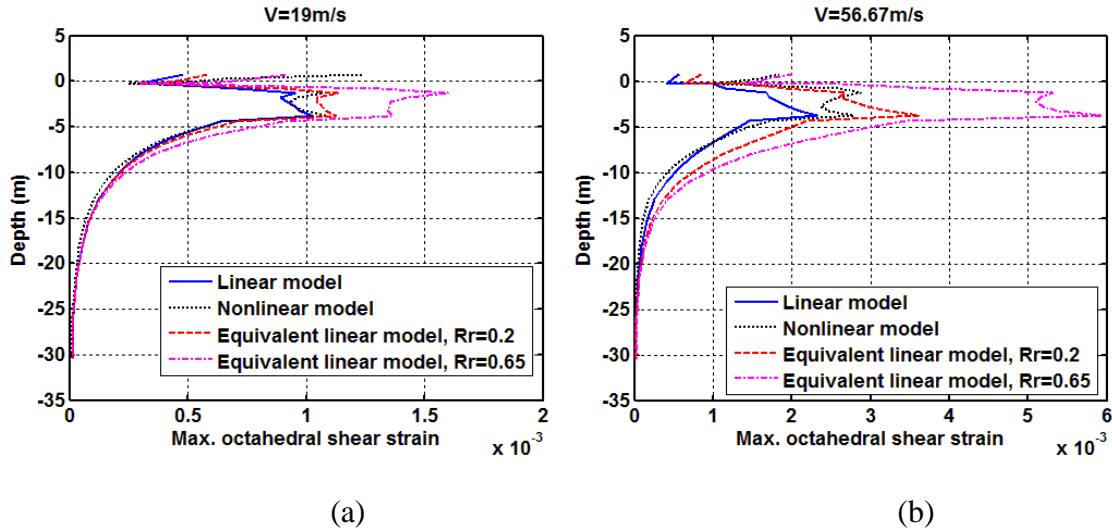 V=19m/s
5
0
-5
-10
-15
-20
-25
-30
-35
Depth (m)
Linear model
Nonlinear model
Equivalent linear model, Rr=0.2
Equivalent linear model, Rr=0.65
0 0.5 1 1.5 2
Max. octahedral shear strain
x 10⁻³
(a)
V=56.67m/s
5
0
-5
-10
-15
-20
-25
-30
-35
Depth (m)
Linear model
Nonlinear model
Equivalent linear model, Rr=0.2
Equivalent linear model, Rr=0.65
0 1 2 3 4 5 6
Max. octahedral shear strain
x 10⁻³
(b)